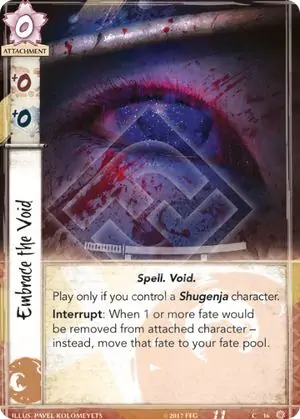 0
ATTACHMENT
+0
+0
Embrace the Void
Spell. Void.
Play only if you control a Shugenja character.
Interrupt: When 1 or more fate would
be removed from attached character –
instead, move that fate to your fate pool.
ILLUS. PAVEL KOLOMEYETS
©2017 FFG
C 16